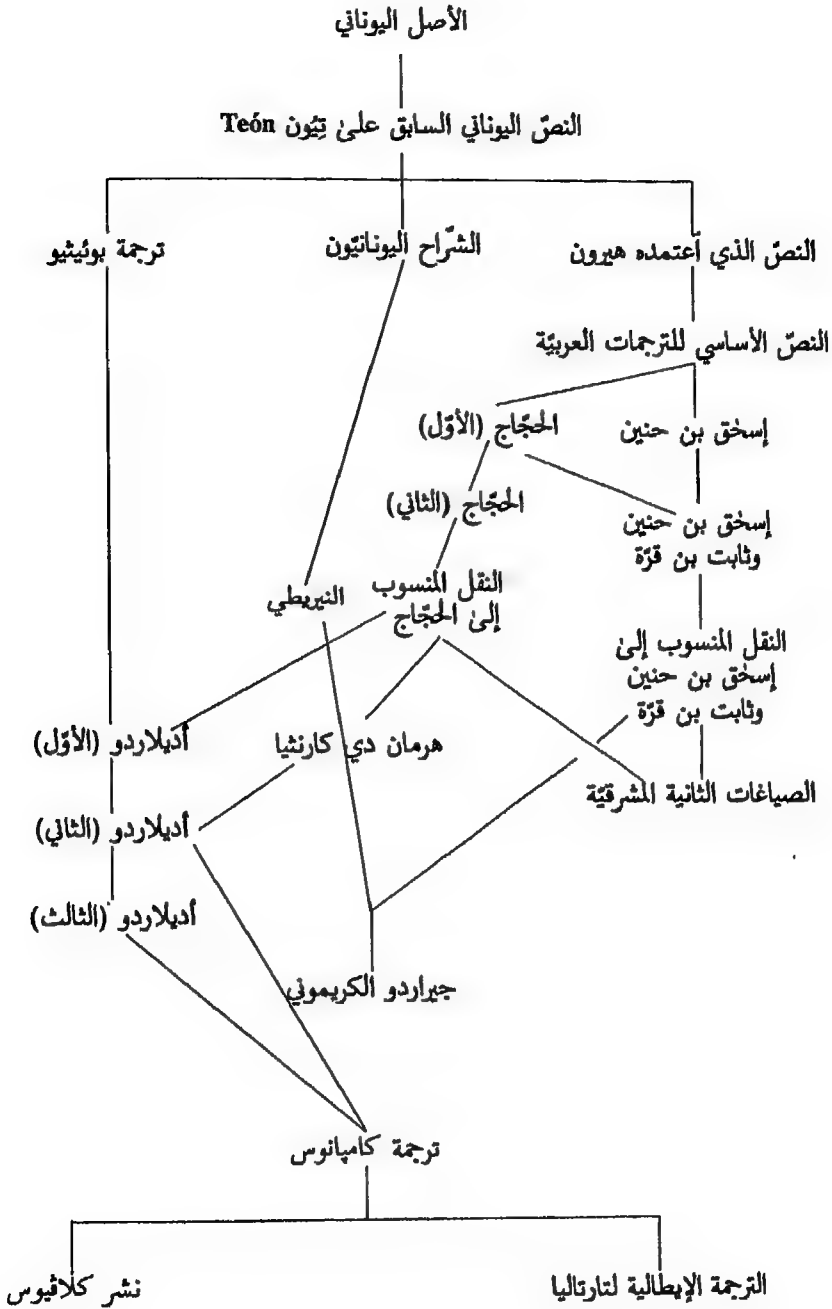 الأصل اليوناني
النصّ اليوناني السابق علىٰ تِيُون Teón
النصّ الذي اَعتمده هيرون
الشرّاح اليونانيّون
ترجمة بوئيثيو
النصّ الأساسي للترجمات العربيّة
إسحٰق بن حنين
الحجّاج (الأوّل)
الحجّاج (الثاني)
إسحٰق بن حنين
وثابت بن قرّة
النقل المنسوب
إلىٰ الحجّاج
النيريطي
النقل المنسوب إلىٰ
إسحٰق بن حنين
وثابت بن قرّة
هرمان دي كارنثيا
أديلاردو (الأوّل)
الصياغات الثانية المشرقيّة
أديلاردو (الثاني)
أديلاردو (الثالث)
جيراردو الكريموني
ترجمة كامپانوس
الترجمة الإيطالية لتارتاليا
نشر كلاڤيوس